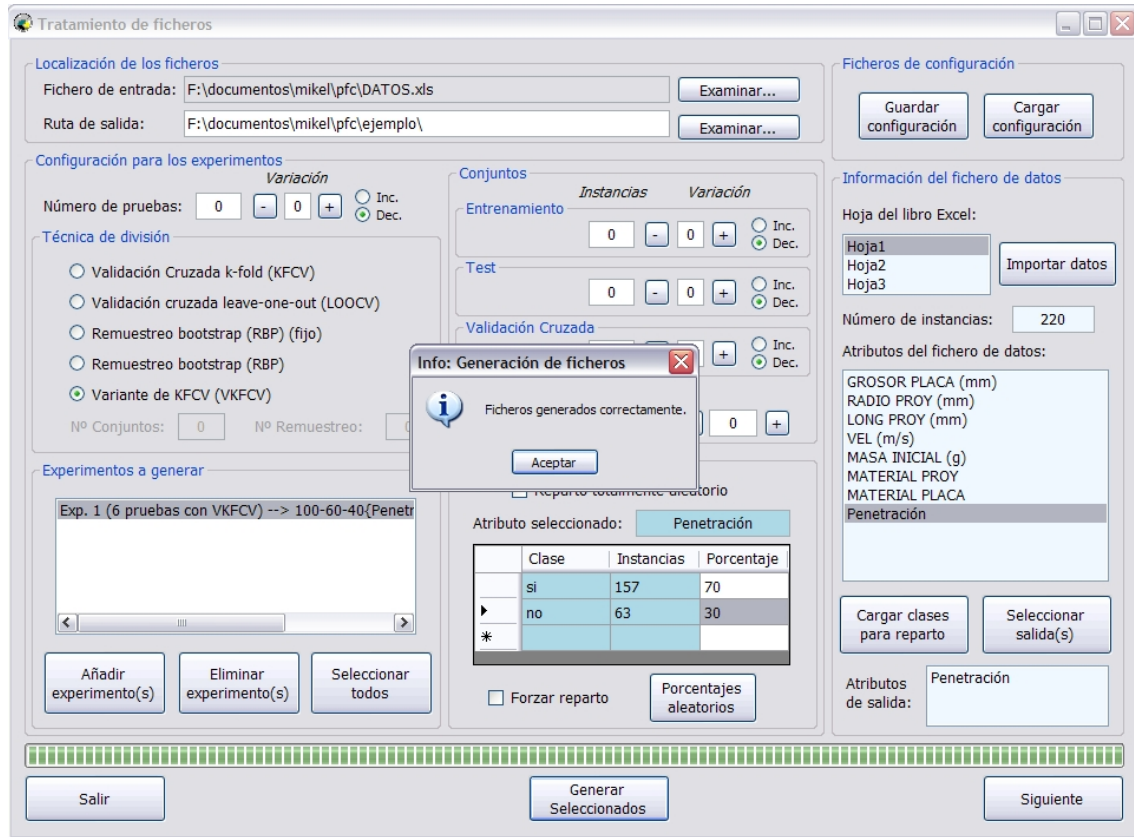 Tratamiento de ficheros
Localización de los ficheros
Fichero de entrada: F:\documentos\mikel\pfc\DATOS.xls Examinar...
Ruta de salida: F:\documentos\mikel\pfc\ejemplo\ Examinar...
Ficheros de configuración
Guardar configuración
Cargar configuración
Configuración para los experimentos
Variación
Número de pruebas: 0 - 0 + Inc.
Dec.
Técnica de división
Validación Cruzada k-fold (KFCV)
Validación cruzada leave-one-out (LOOCV)
Remuestreo bootstrap (RBP) (fijo)
Remuestreo bootstrap (RBP)
Variante de KFCV (VKFCV)
Nº Conjuntos: 0 Nº Remuestreo:
Conjuntos
Instancias Variación
Entrenamiento
0 - 0 + Inc.
Dec.
Test
0 - 0 + Inc.
Dec.
Validación Cruzada
+ Inc.
Dec.
0 +
Info: Generación de ficheros
Ficheros generados correctamente.
Aceptar
Experimentos a generar
Exp. 1 (6 pruebas con VKFCV) --> 100-60-40{Penetr
Añadir experimento(s)
Eliminar experimento(s)
Seleccionar todos
Reparto totalmente aleatorio
Atributo seleccionado: Penetración
Clase Instancias Porcentaje
si 157 70
no 63 30
*
Forzar reparto
Porcentajes aleatorios
Información del fichero de datos
Hoja del libro Excel:
Hoja1
Hoja2
Hoja3
Importar datos
Número de instancias: 220
Atributos del fichero de datos:
GROSOR PLACA (mm)
RADIO PROY (mm)
LONG PROY (mm)
VEL (m/s)
MASA INICIAL (g)
MATERIAL PROY
MATERIAL PLACA
Penetración
Cargar clases para reparto
Seleccionar salida(s)
Atributos de salida: Penetración
Salir
Generar Seleccionados
Siguiente